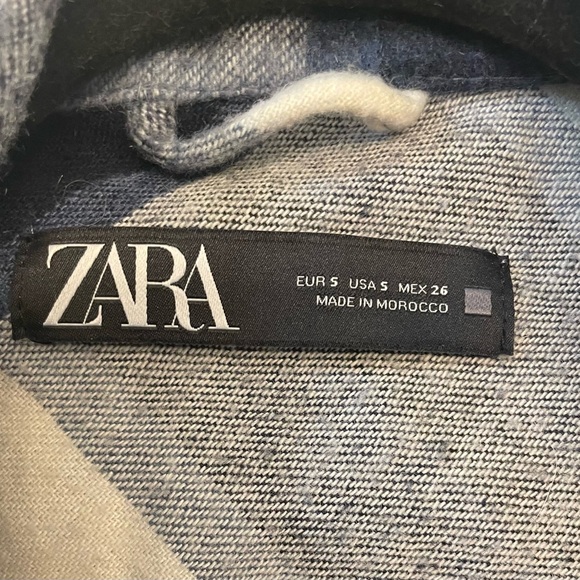 ZARA
EUR S USA S MEX 26
MADE IN MOROCCO